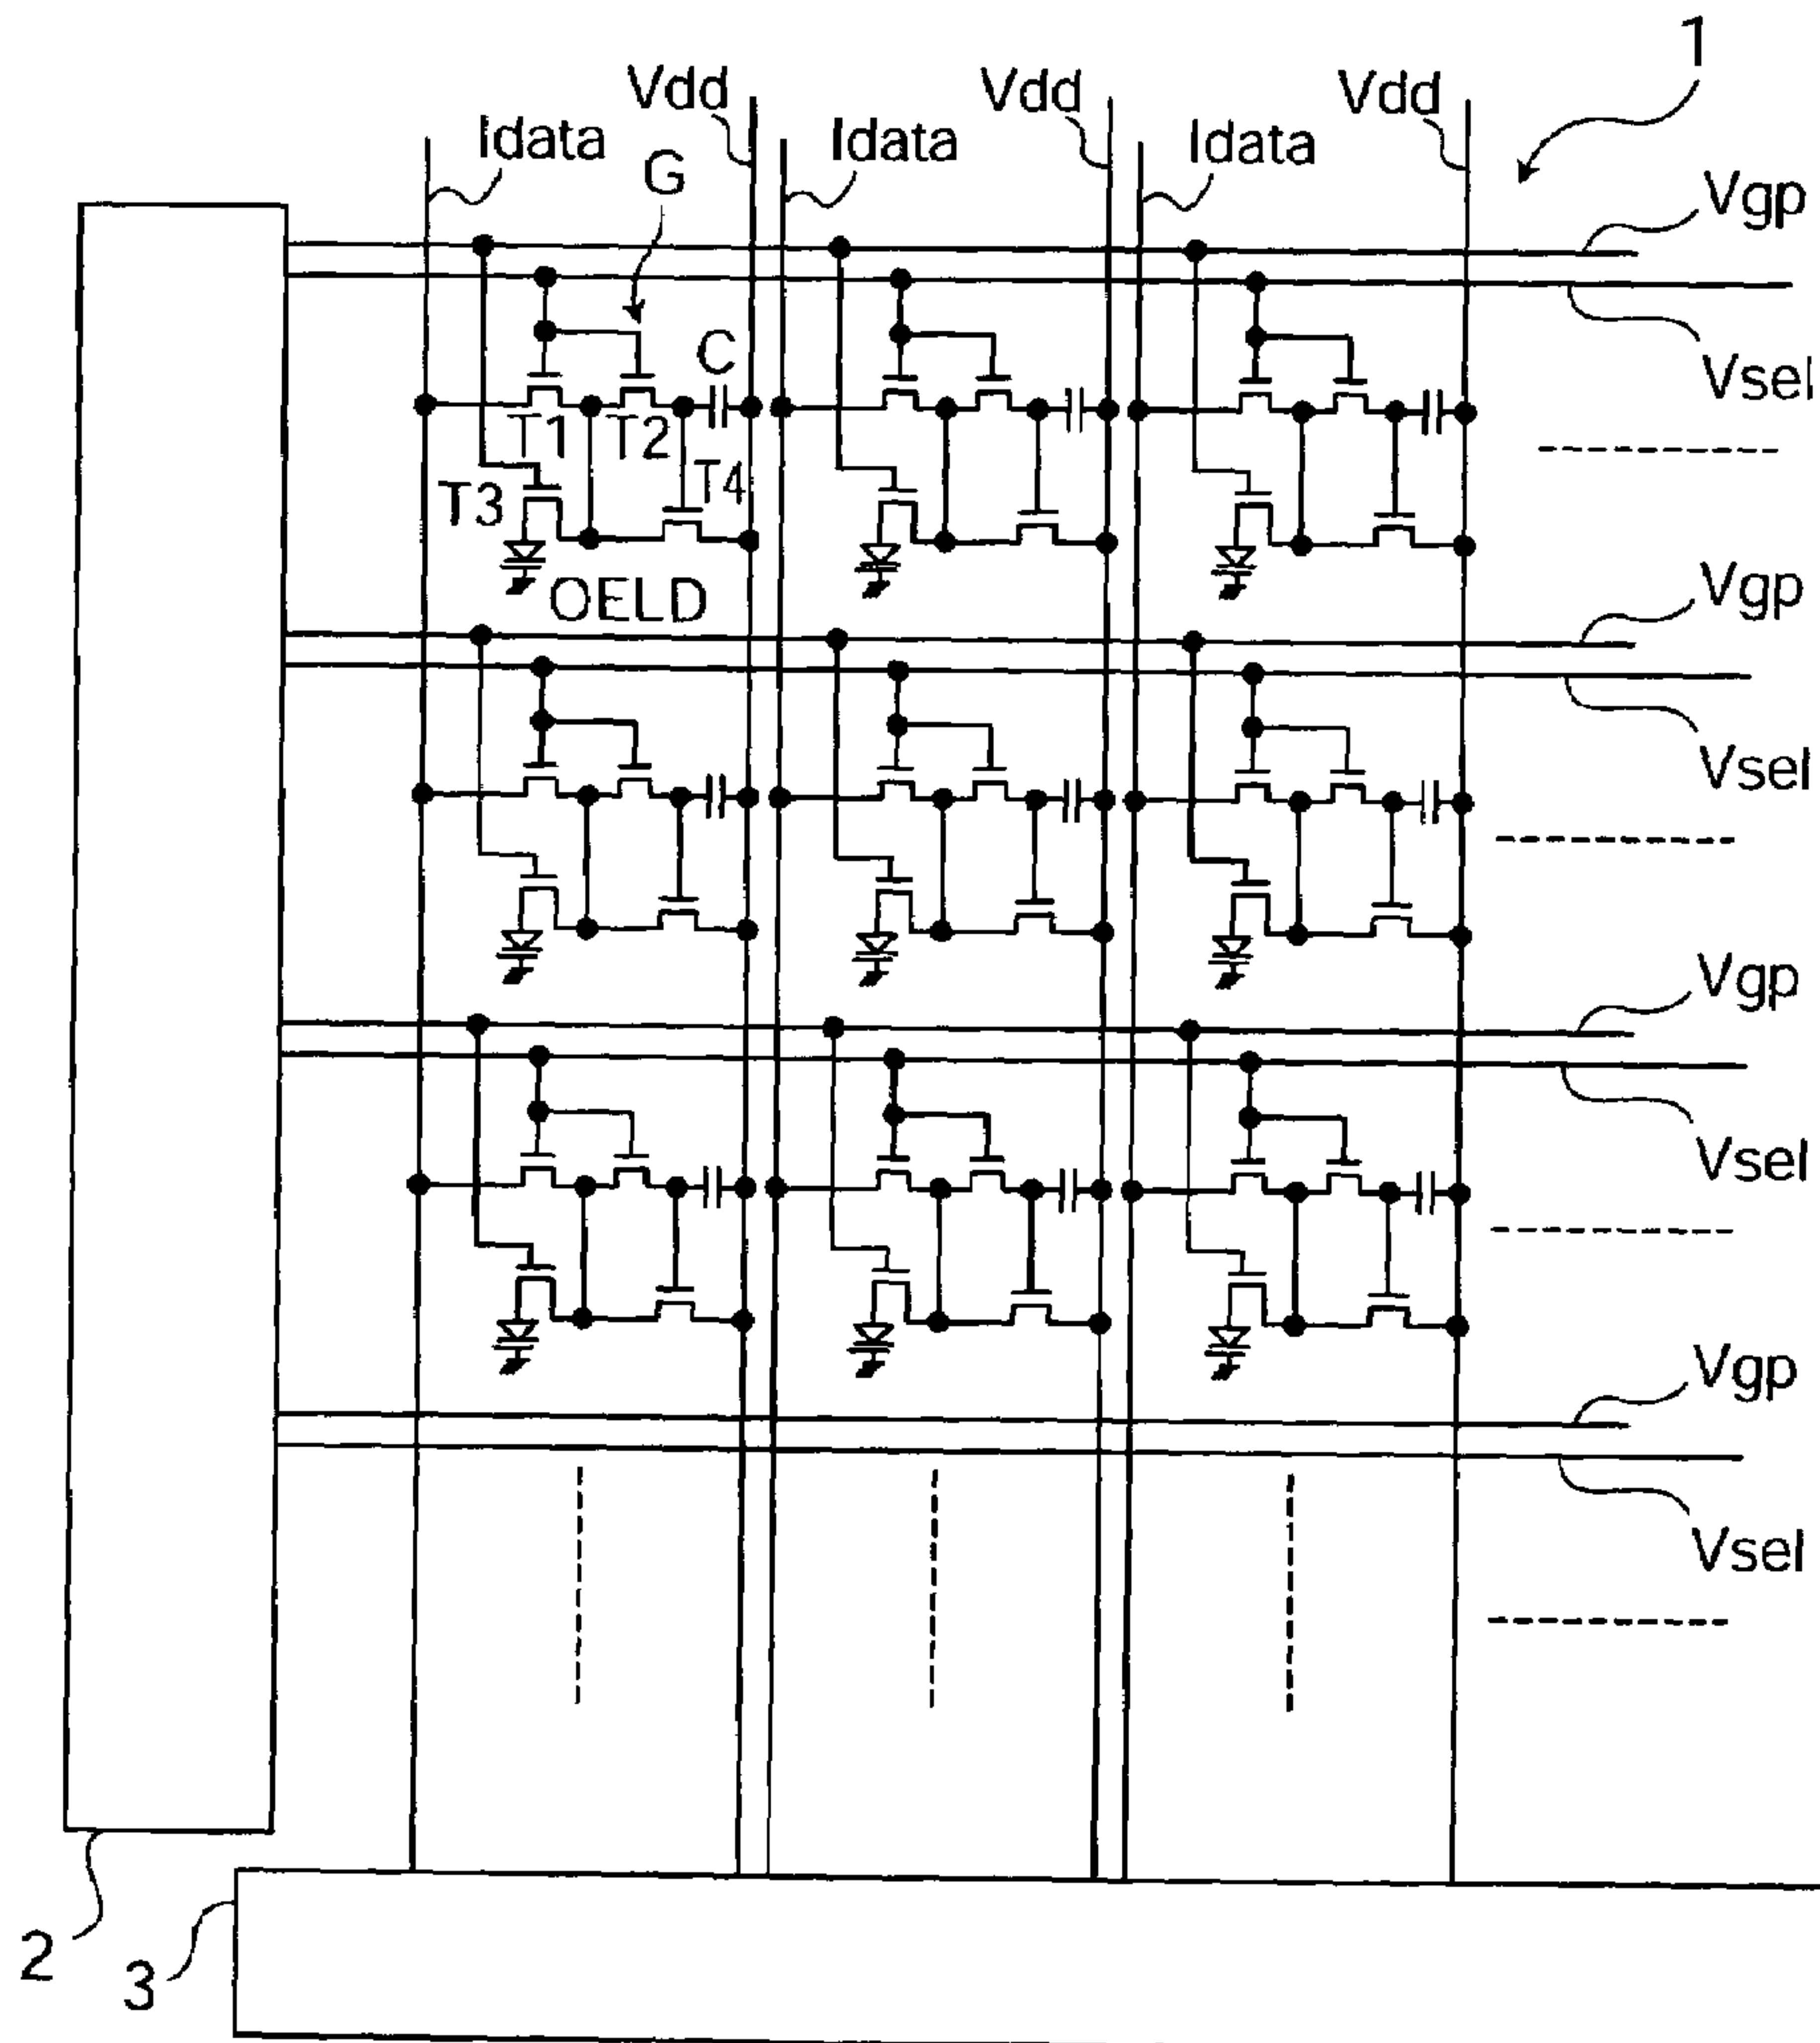 1
Vdd Vdd Vdd
Idata Idata Idata
G
Vgp
C
Vsel
T1 T2
T3 T4
OELD
Vgp
Vsel
Vgp
Vsel
Vgp
Vsel
2
3